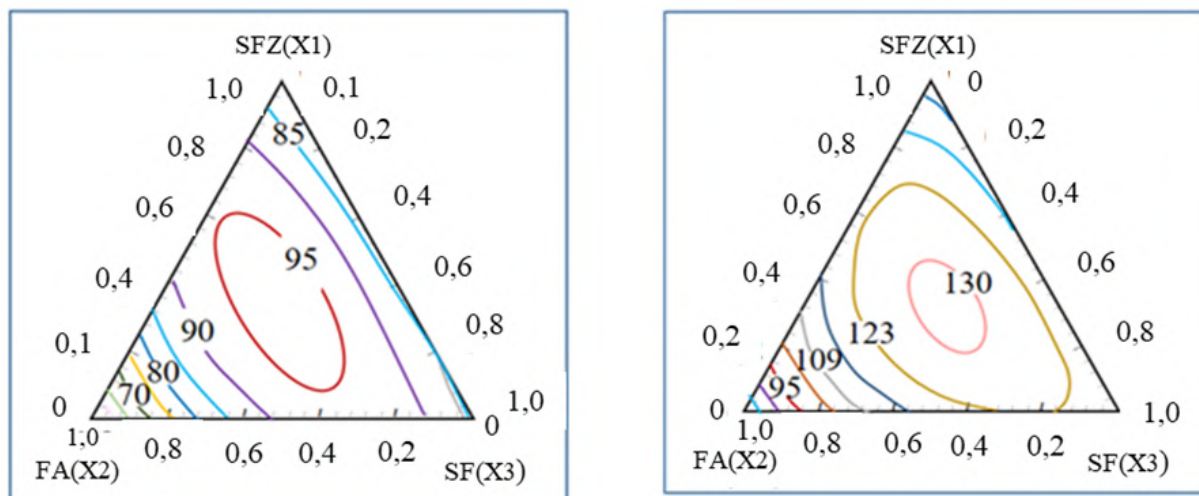 SFZ(X1)
1,0 0,1
85 0,2
0,8
0,6 0,4
95
0,4 0,6
90 0,8
0,1
80
70
0 1,0
1,0 0,8 0,6 0,4 0,2 0
FA(X2) SF(X3)
SFZ(X1)
1,0 0
0,8 0,2
0,6 0,4
0,4 130 0,6
0,2 123 0,8
109
95
0 1,0
1,0 0,8 0,6 0,4 0,2
FA(X2) SF(X3)